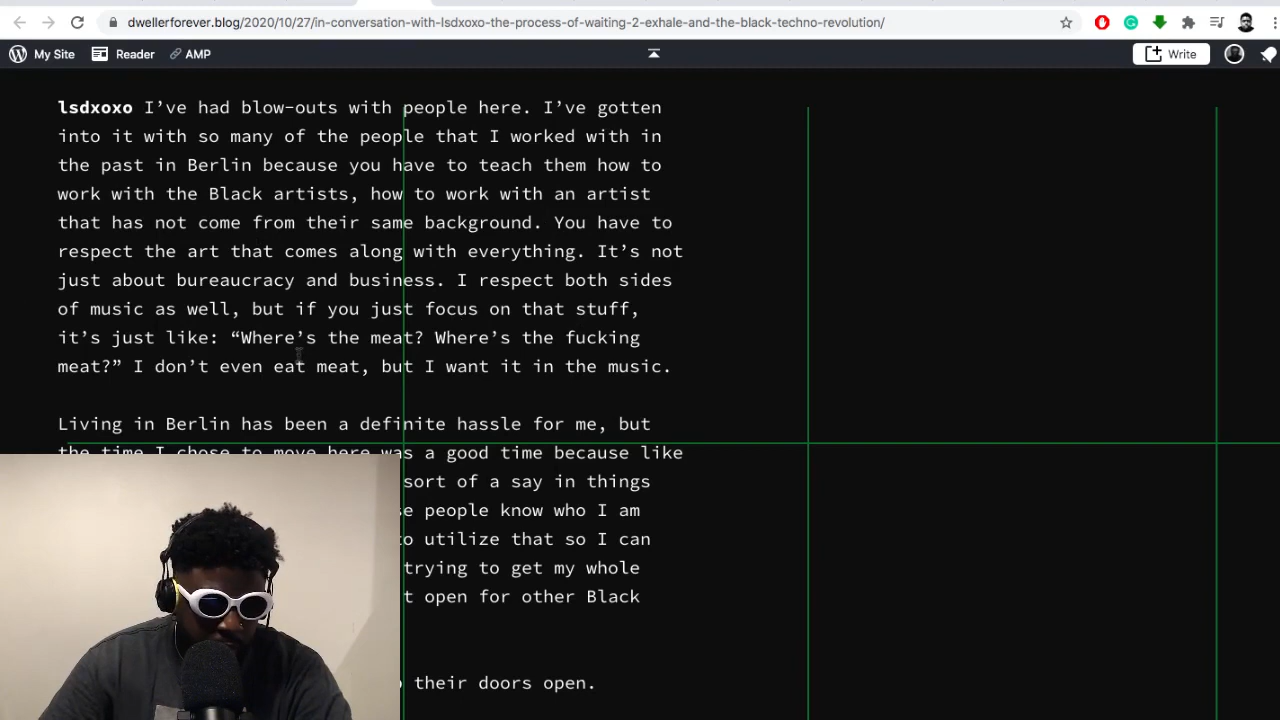 dwellerforever.blog/2020/10/27/in-conversation-with-lsdxoxo-the-process-of-waiting-2-exhale-and-the-black-techno-revolution/
My Site Reader AMP Write
lsdxoxo I’ve had blow-outs with people here. I’ve gotten
into it with so many of the people that I worked with in
the past in Berlin because you have to teach them how to
work with the Black artists, how to work with an artist
that has not come from their same background. You have to
respect the art that comes along with everything. It’s not
just about bureaucracy and business. I respect both sides
of music as well, but if you just focus on that stuff,
it’s just like: “Where’s the meat? Where’s the fucking
meat?” I don’t even eat meat, but I want it in the music.
Living in Berlin has been a definite hassle for me, but
the time I chose to move here was a good time because like
sort of a say in things
people know who I am
utilize that so I can
trying to get my whole
open for other Black
their doors open.